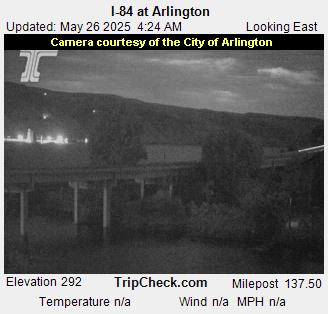 I-84 at Arlington
Updated: May 26 2025  4:24 AM Looking East
Camera courtesy of the City of Arlington
Elevation 292 TripCheck.com Milepost 137.50
Temperature n/a Wind n/a MPH n/a